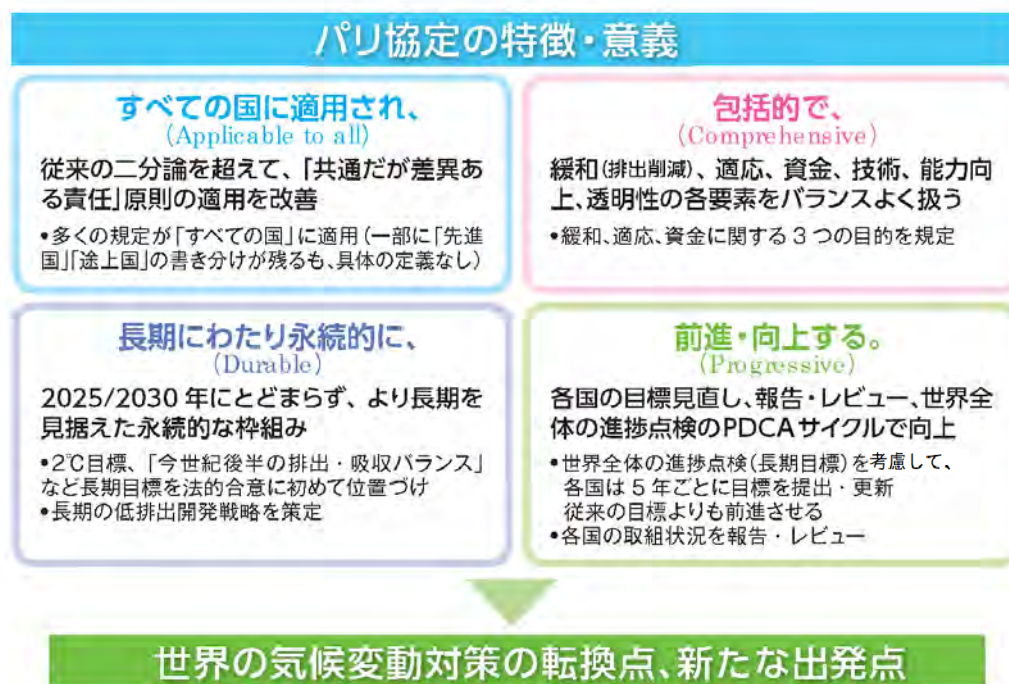 パリ協定の特徴・意義
すべての国に適用され、
(Applicable to all)
従来の二分論を超えて、「共通だが差異あ
る責任」原則の適用を改善
•多くの規定が「すべての国」に適用(一部に「先進
国」「途上国」の書き分けが残るも、具体の定義なし)
包括的で、
(Comprehensive)
緩和(排出削減)、適応、資金、技術、能力向
上、透明性の各要素をバランスよく扱う
•緩和、適応、資金に関する3つの目的を規定
長期にわたり永続的に、
(Durable)
2025/2030 年にとどまらず、より長期を
見据えた永続的な枠組み
•2℃目標、「今世紀後半の排出・吸収バランス」
など長期目標を法的合意に初めて位置づけ
•長期の低排出開発戦略を策定
前進・向上する。
(Progressive)
各国の目標見直し、報告・レビュー、世界全
体の進捗点検のPDCAサイクルで向上
•世界全体の進捗点検(長期目標)を考慮して、
各国は5年ごとに目標を提出・更新
従来の目標よりも前進させる
•各国の取組状況を報告・レビュー
世界の気候変動対策の転換点、新たな出発点